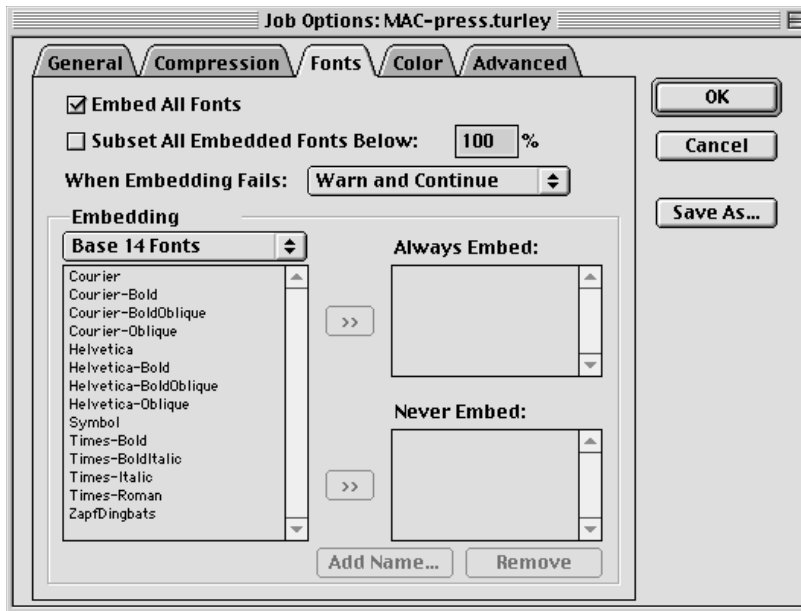 Job Options: MAC-press.turley
General Compression Fonts Color Advanced
Embed All Fonts
Subset All Embedded Fonts Below: 100 %
When Embedding Fails: Warn and Continue
Embedding
Base 14 Fonts
Courier
Courier-Bold
Courier-BoldOblique
Courier-Oblique
Helvetica
Helvetica-Bold
Helvetica-BoldOblique
Helvetica-Oblique
Symbol
Times-Bold
Times-BoldItalic
Times-Italic
Times-Roman
ZapfDingbats
>>
>>
Always Embed:
Never Embed:
Add Name... Remove
OK
Cancel
Save As...